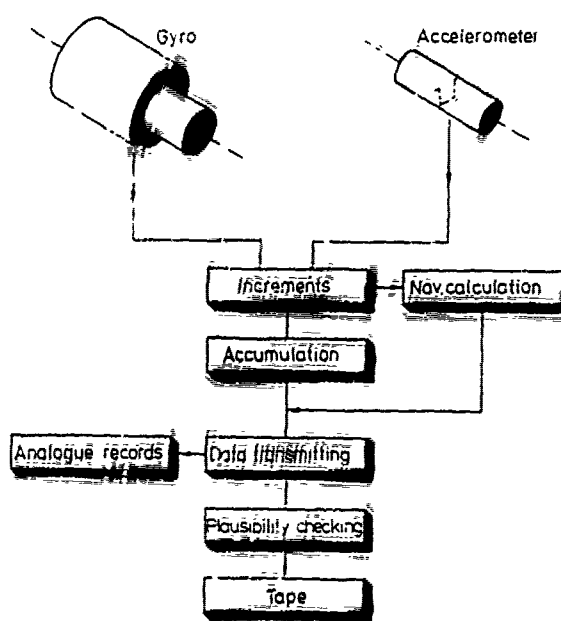 Gyro
Accelerometer
Increments
Nav. calculation
Accumulation
Analogue records
Data transmitting
Plausibility checking
Tape